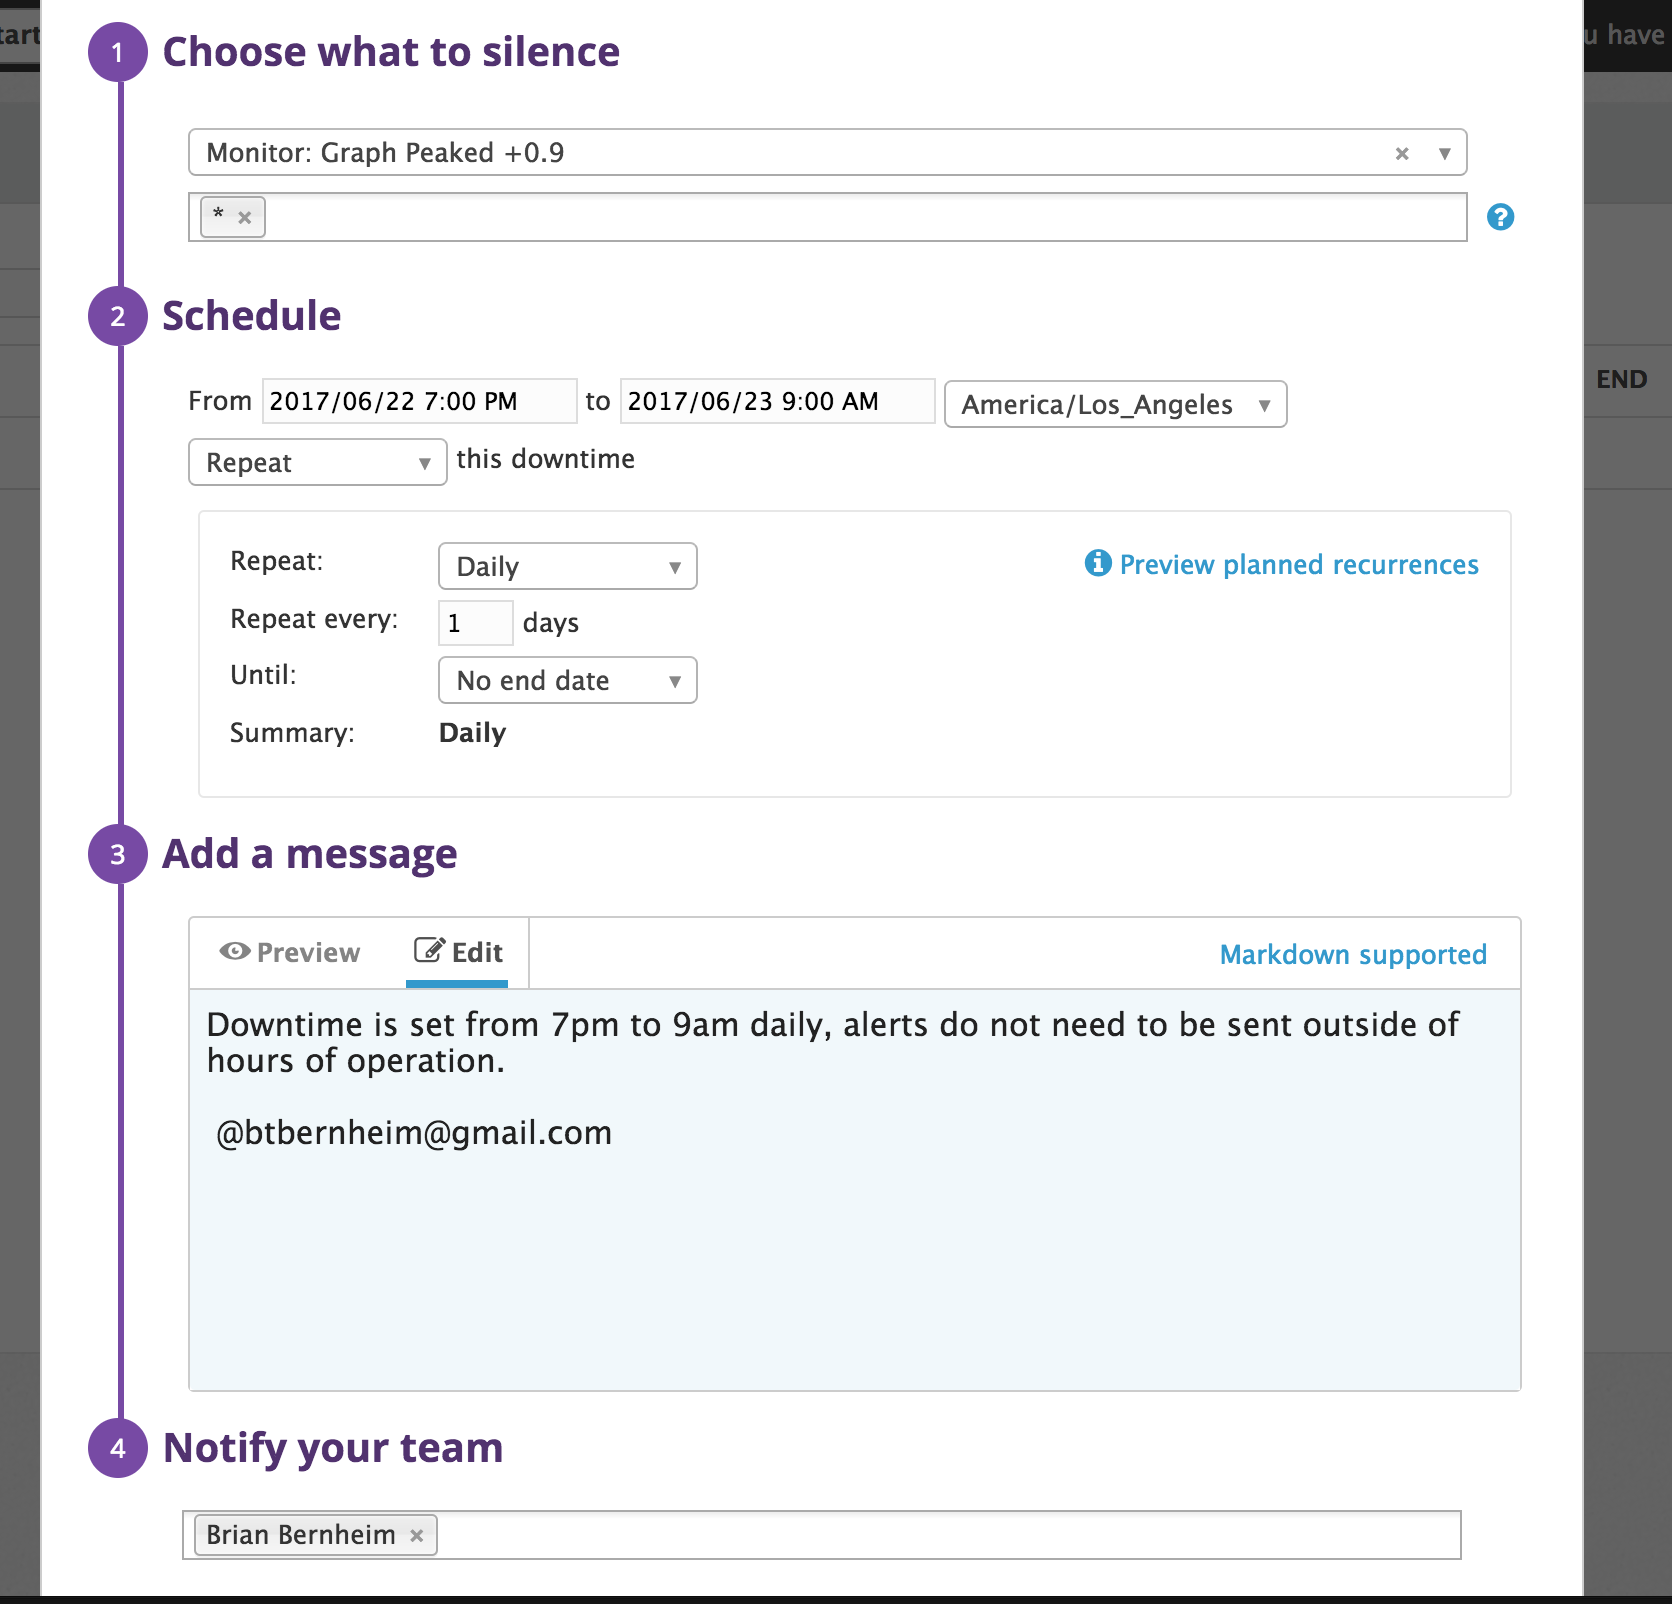 tart
u have
1 Choose what to silence
Monitor: Graph Peaked +0.9 × ▼
* × ?
2 Schedule
From 2017/06/22 7:00 PM to 2017/06/23 9:00 AM America/Los_Angeles ▼
END
Repeat ▼ this downtime
Repeat: Daily ▼ Preview planned recurrences
Repeat every: 1 days
Until: No end date ▼
Summary: Daily
3 Add a message
Preview Edit Markdown supported
Downtime is set from 7pm to 9am daily, alerts do not need to be sent outside of
hours of operation.
@btbernheim@gmail.com
4 Notify your team
Brian Bernheim ×